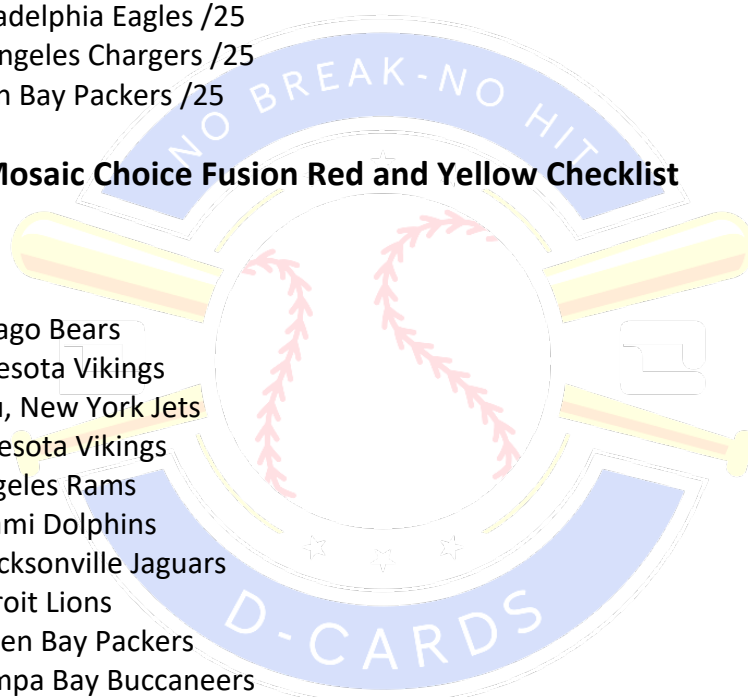 adelphia Eagles /25
ngeles Chargers /25
n Bay Packers /25
NO BREAK-NO HIT
Mosaic Choice Fusion Red and Yellow Checklist
ago Bears
esota Vikings
, New York Jets
esota Vikings
geles Rams
ami Dolphins
cksonville Jaguars
roit Lions
en Bay Packers
mpa Bay Buccaneers
D-CARDS